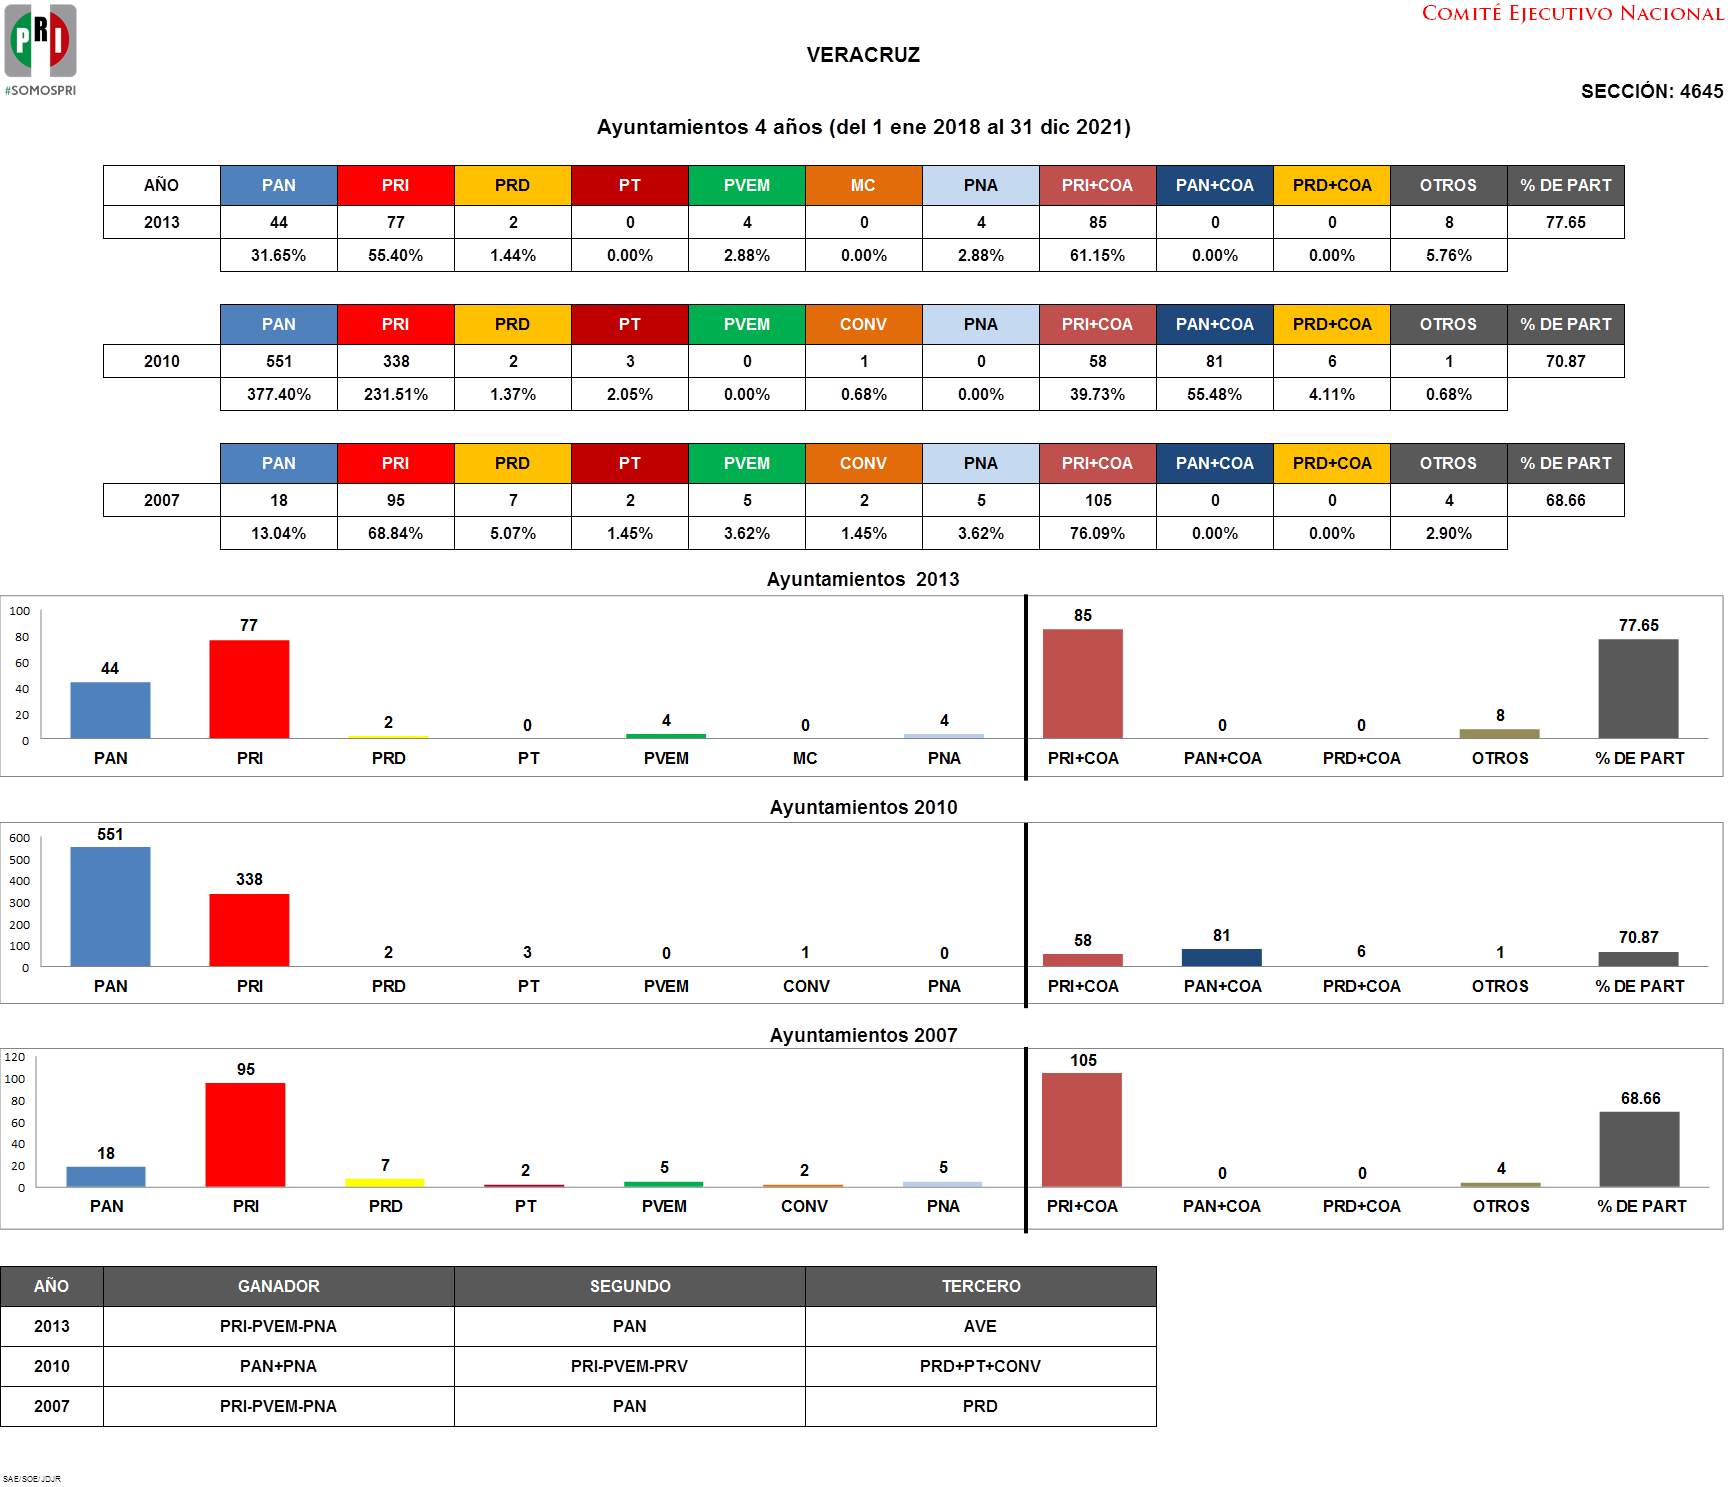 PRI
#SOMOSPRI
COMITÉ EJECUTIVO NACIONAL
VERACRUZ
SECCIÓN: 4645
Ayuntamientos 4 años (del 1 ene 2018 al 31 dic 2021)
AÑO PAN PRI PRD PT PVEM MC PNA PRI+COA PAN+COA PRD+COA OTROS % DE PART
2013 44 77 2 0 4 0 4 85 0 0 8 77.65
31.65% 55.40% 1.44% 0.00% 2.88% 0.00% 2.88% 61.15% 0.00% 0.00% 5.76%
PAN PRI PRD PT PVEM CONV PNA PRI+COA PAN+COA PRD+COA OTROS % DE PART
2010 551 338 2 3 0 1 0 58 81 6 1 70.87
377.40% 231.51% 1.37% 2.05% 0.00% 0.68% 0.00% 39.73% 55.48% 4.11% 0.68%
PAN PRI PRD PT PVEM CONV PNA PRI+COA PAN+COA PRD+COA OTROS % DE PART
2007 18 95 7 2 5 2 5 105 0 0 4 68.66
13.04% 68.84% 5.07% 1.45% 3.62% 1.45% 3.62% 76.09% 0.00% 0.00% 2.90%
Ayuntamientos 2013
100
80
60
40
20
0
44 77 2 0 4 0 4 85 0 0 8 77.65
PAN PRI PRD PT PVEM MC PNA PRI+COA PAN+COA PRD+COA OTROS % DE PART
Ayuntamientos 2010
600
500
400
300
200
100
0
551 338 2 3 0 1 0 58 81 6 1 70.87
PAN PRI PRD PT PVEM CONV PNA PRI+COA PAN+COA PRD+COA OTROS % DE PART
Ayuntamientos 2007
120
100
80
60
40
20
0
18 95 7 2 5 2 5 105 0 0 4 68.66
PAN PRI PRD PT PVEM CONV PNA PRI+COA PAN+COA PRD+COA OTROS % DE PART
AÑO GANADOR SEGUNDO TERCERO
2013 PRI-PVEM-PNA PAN AVE
2010 PAN+PNA PRI-PVEM-PRV PRD+PT+CONV
2007 PRI-PVEM-PNA PAN PRD
SAE/SOE/JDJR